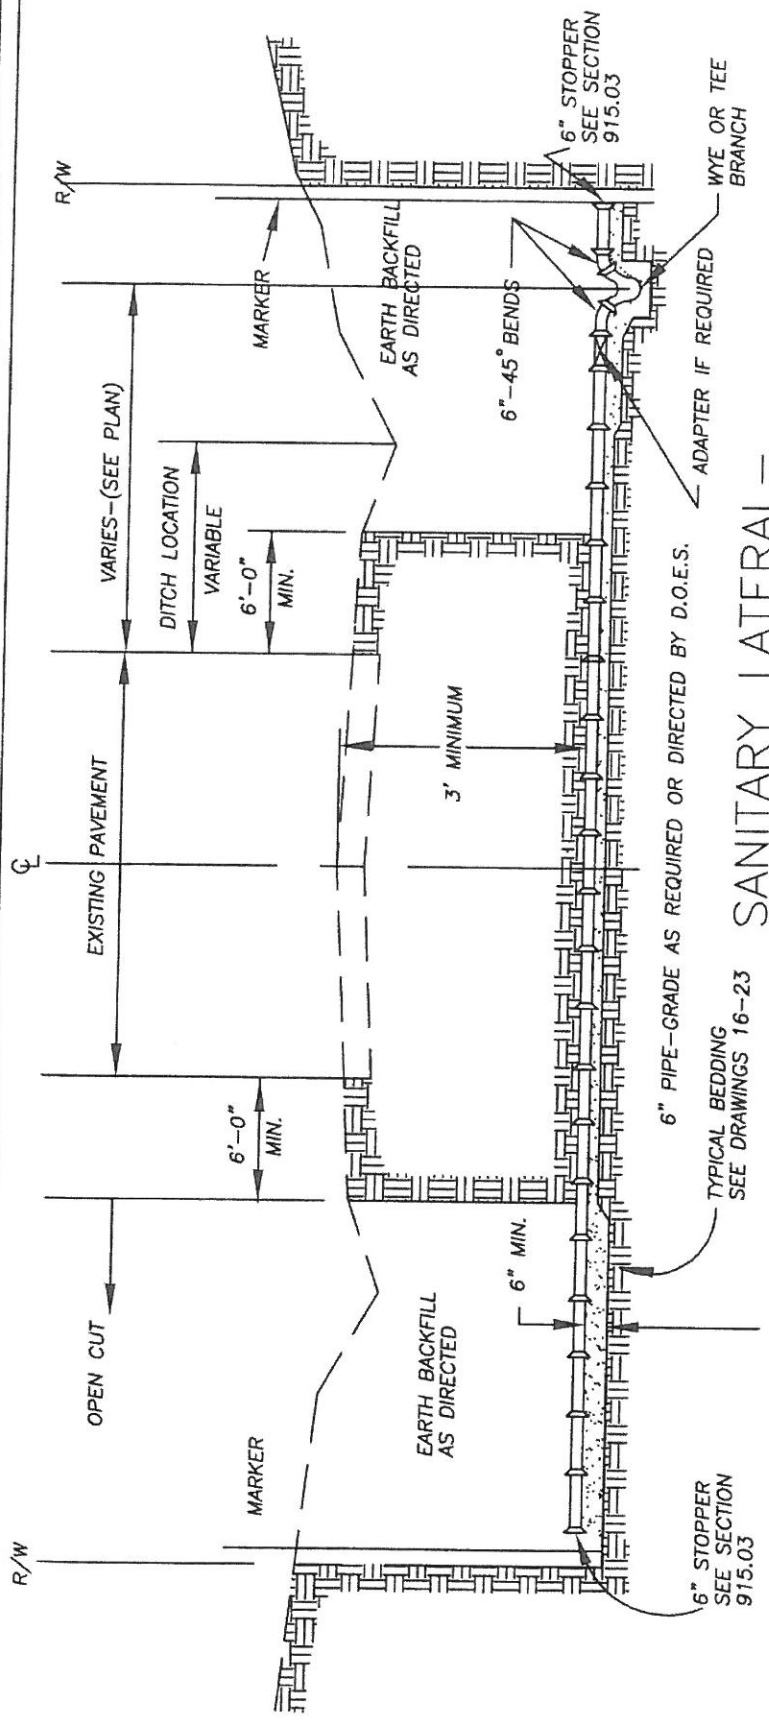 R/W
R/W
℄
OPEN CUT
6'-0"
MIN.
EXISTING PAVEMENT
VARIES-(SEE PLAN)
DITCH LOCATION
VARIABLE
6'-0"
MIN.
MARKER
MARKER
EARTH BACKFILL
AS DIRECTED
3' MINIMUM
EARTH BACKFILL
AS DIRECTED
6"-45° BENDS
6" STOPPER
SEE SECTION
915.03
6" MIN.
6" STOPPER
SEE SECTION
915.03
TYPICAL BEDDING
SEE DRAWINGS 16-23
6" PIPE-GRADE AS REQUIRED OR DIRECTED BY D.O.E.S.
ADAPTER IF REQUIRED
WYE OR TEE
BRANCH
SANITARY LATERAL-